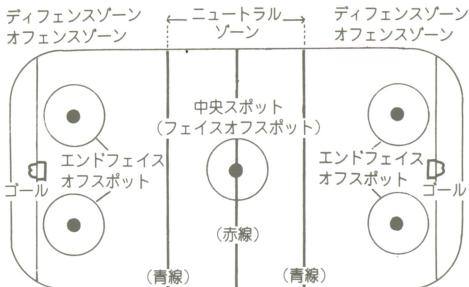 ディフェンスゾーン
オフェンスゾーン
ニュートラル
ゾーン
ディフェンスゾーン
オフェンスゾーン
中央スポット
(フェイスオフスポット)
エンドフェイス
オフスポット
エンドフェイス
オフスポット
ゴール
ゴール
(赤線)
(青線)
(青線)